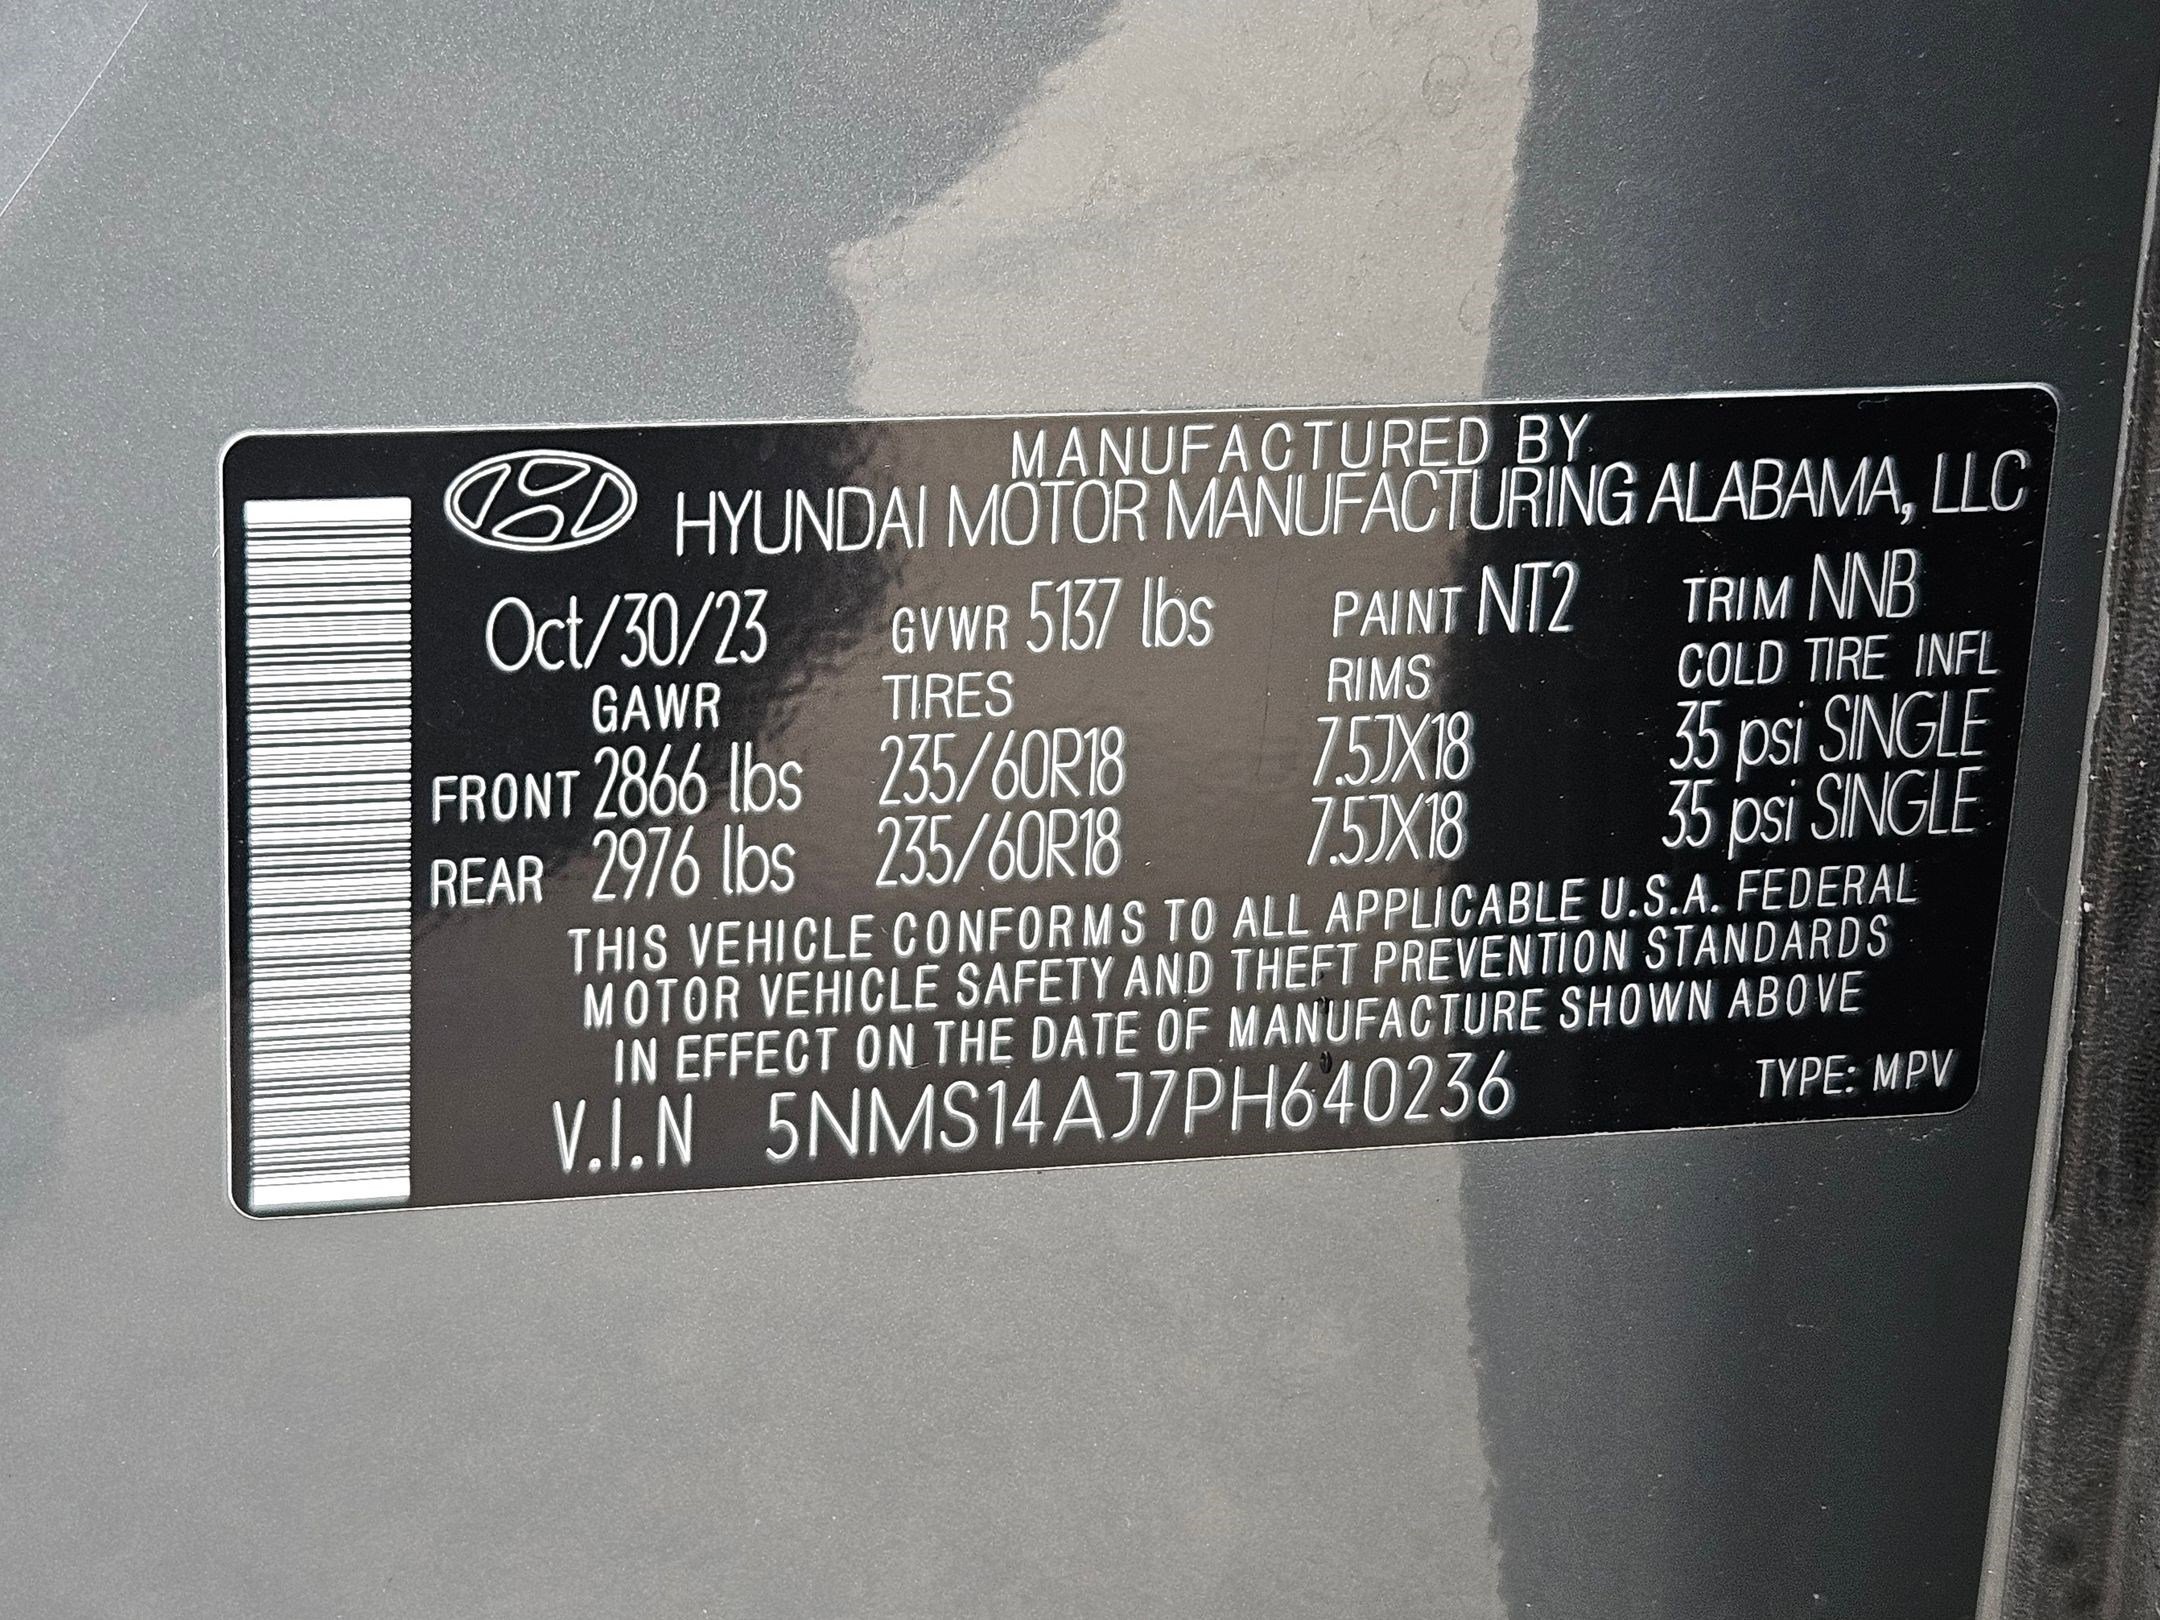 MANUFACTURED BY
HYUNDAI MOTOR MANUFACTURING ALABAMA, LLC
Oct/30/23 GVWR 5137 lbs PAINT NT2 TRIM NNB
GAWR TIRES RIMS COLD TIRE INFL
FRONT 2866 lbs 235/60R18 7.5JX18 35 psi SINGLE
REAR 2976 lbs 235/60R18 7.5JX18 35 psi SINGLE
THIS VEHICLE CONFORMS TO ALL APPLICABLE U.S.A. FEDERAL
MOTOR VEHICLE SAFETY AND THEFT PREVENTION STANDARDS
IN EFFECT ON THE DATE OF MANUFACTURE SHOWN ABOVE
V.I.N 5NMS14AJ7PH640236 TYPE: MPV